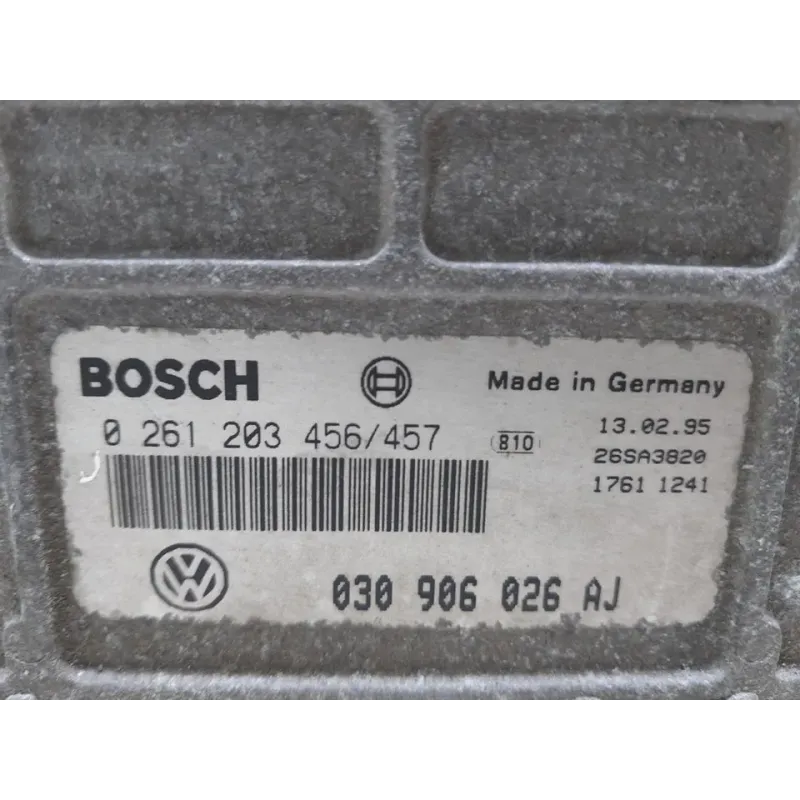 BOSCH
Made in Germany
0 261 203 456/457
810
13.02.95
26SA3820
1761 1241
VW
030 906 026 AJ